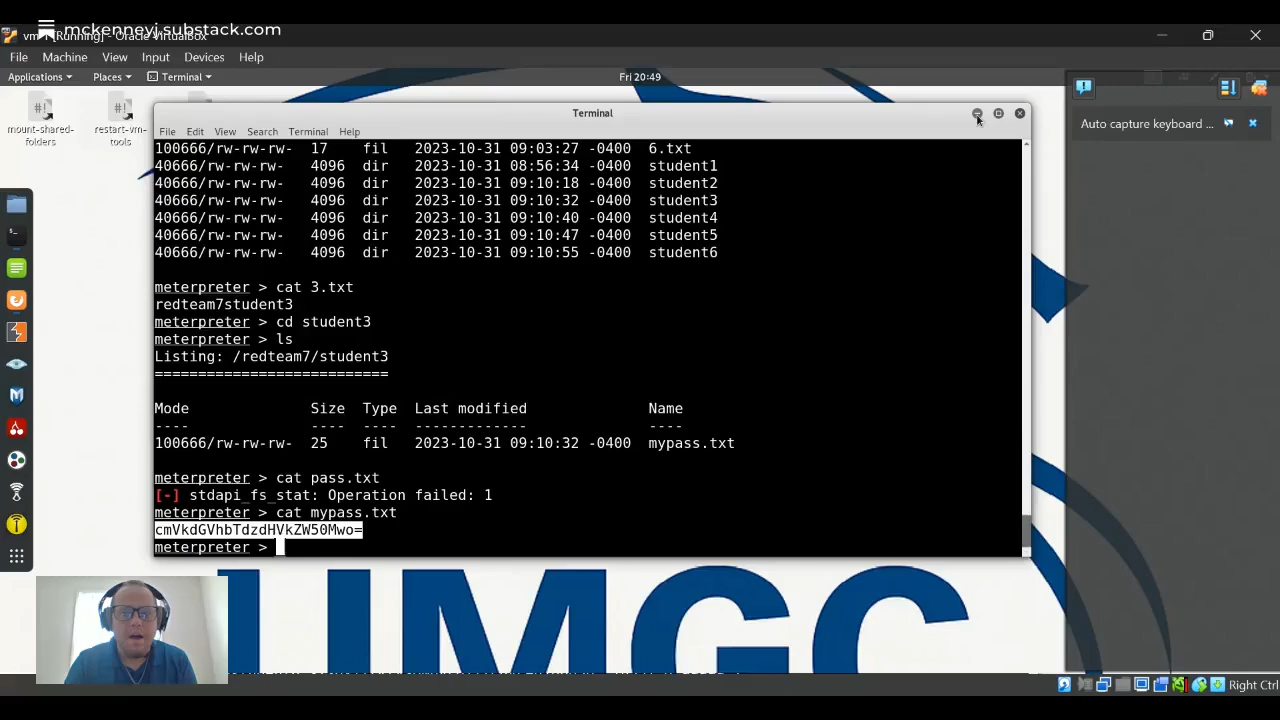 mckenneyj.substack.com
[Running] - Oracle VirtualBox
File Machine View Input Devices Help
Applications Places Terminal Fri 20:49
mount-shared-folders
restart-vm-tools
Auto capture keyboard ...
Terminal
File Edit View Search Terminal Help
100666/rw-rw-rw- 17 fil 2023-10-31 09:03:27 -0400 6.txt
40666/rw-rw-rw- 4096 dir 2023-10-31 08:56:34 -0400 student1
40666/rw-rw-rw- 4096 dir 2023-10-31 09:10:18 -0400 student2
40666/rw-rw-rw- 4096 dir 2023-10-31 09:10:32 -0400 student3
40666/rw-rw-rw- 4096 dir 2023-10-31 09:10:40 -0400 student4
40666/rw-rw-rw- 4096 dir 2023-10-31 09:10:47 -0400 student5
40666/rw-rw-rw- 4096 dir 2023-10-31 09:10:55 -0400 student6
meterpreter > cat 3.txt
redteam7student3
meterpreter > cd student3
meterpreter > ls
Listing: /redteam7/student3
===========================
Mode Size Type Last modified Name
---- ---- ---- ------------- ----
100666/rw-rw-rw- 25 fil 2023-10-31 09:10:32 -0400 mypass.txt
meterpreter > cat pass.txt
[-] stdapi_fs_stat: Operation failed: 1
meterpreter > cat mypass.txt
cmVkdGVhbTdzdHVkZW50Mwo=
meterpreter >
UMGC
Right Ctrl